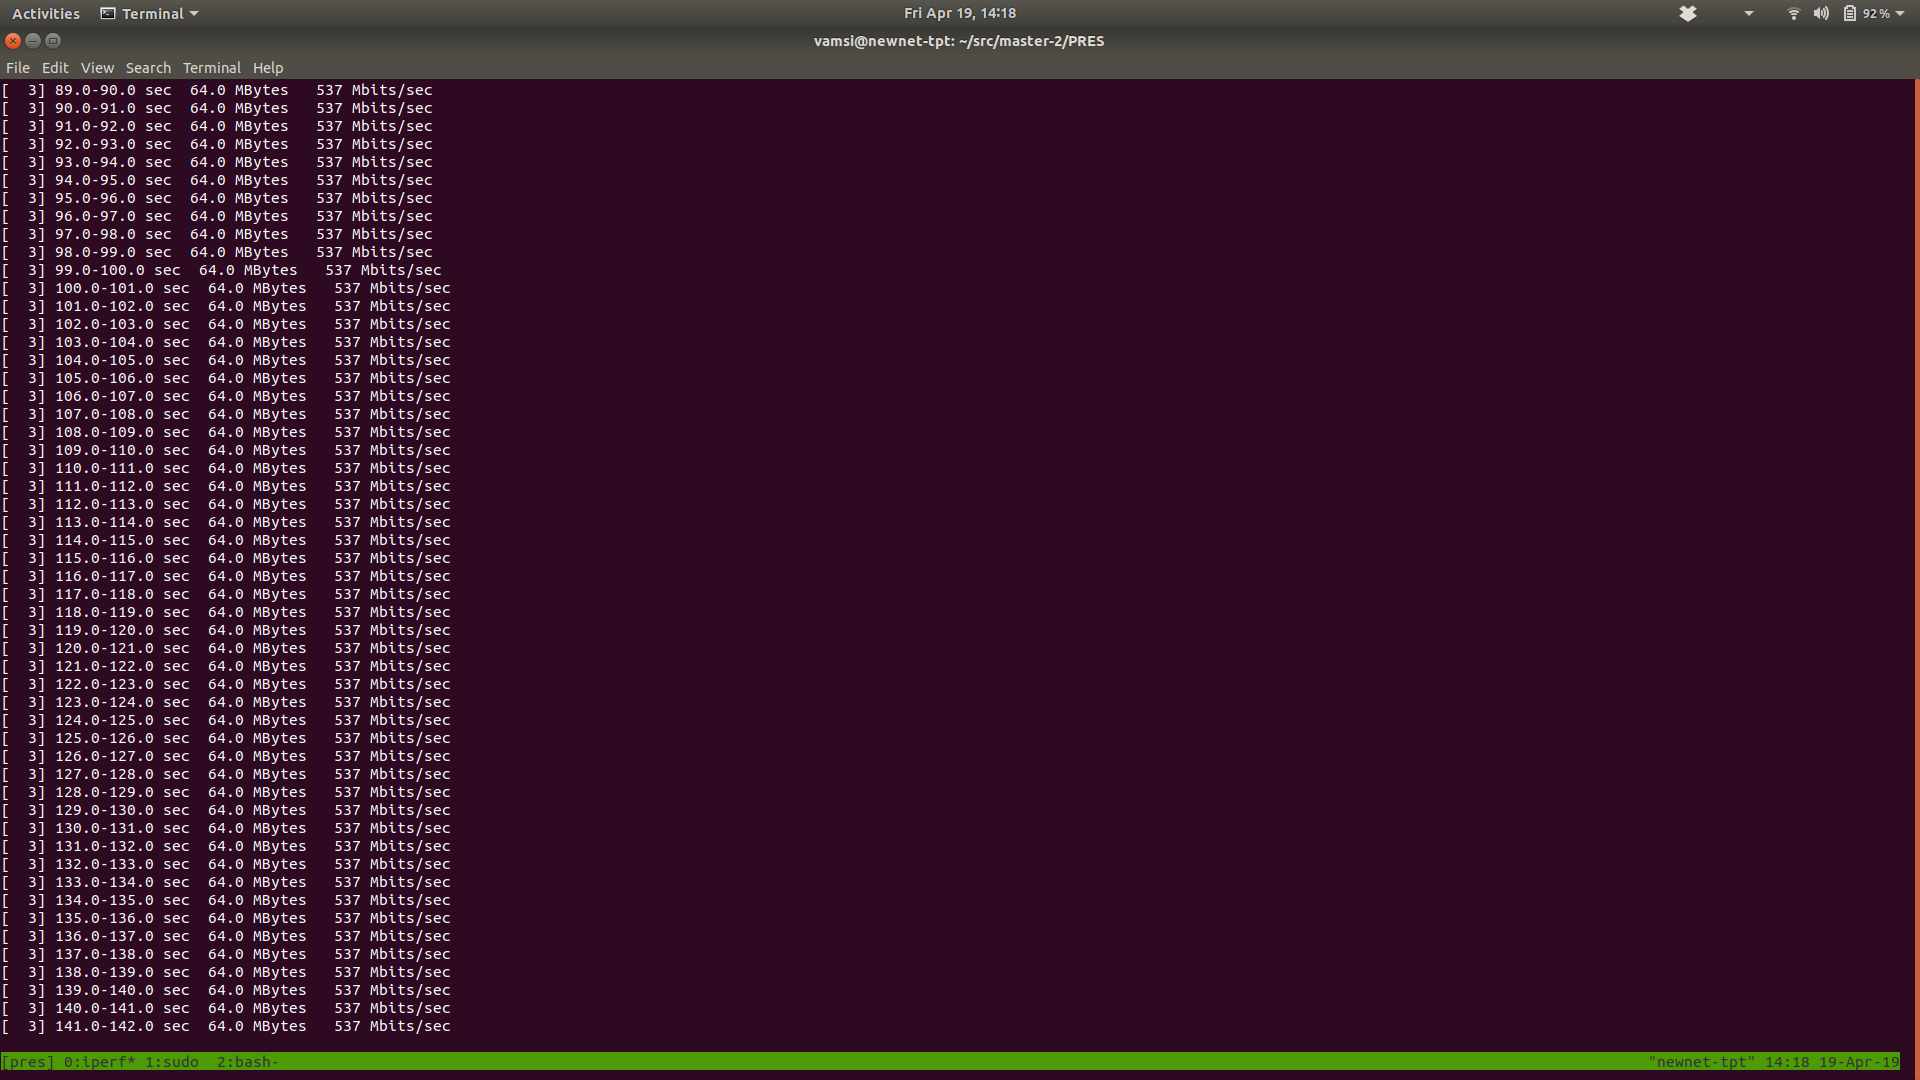 Activities Terminal Fri Apr 19, 14:18 92%
vamsi@newnet-tpt: ~/src/master-2/PRES
File Edit View Search Terminal Help
[  3] 89.0-90.0 sec  64.0 MBytes   537 Mbits/sec
[  3] 90.0-91.0 sec  64.0 MBytes   537 Mbits/sec
[  3] 91.0-92.0 sec  64.0 MBytes   537 Mbits/sec
[  3] 92.0-93.0 sec  64.0 MBytes   537 Mbits/sec
[  3] 93.0-94.0 sec  64.0 MBytes   537 Mbits/sec
[  3] 94.0-95.0 sec  64.0 MBytes   537 Mbits/sec
[  3] 95.0-96.0 sec  64.0 MBytes   537 Mbits/sec
[  3] 96.0-97.0 sec  64.0 MBytes   537 Mbits/sec
[  3] 97.0-98.0 sec  64.0 MBytes   537 Mbits/sec
[  3] 98.0-99.0 sec  64.0 MBytes   537 Mbits/sec
[  3] 99.0-100.0 sec  64.0 MBytes   537 Mbits/sec
[  3] 100.0-101.0 sec  64.0 MBytes   537 Mbits/sec
[  3] 101.0-102.0 sec  64.0 MBytes   537 Mbits/sec
[  3] 102.0-103.0 sec  64.0 MBytes   537 Mbits/sec
[  3] 103.0-104.0 sec  64.0 MBytes   537 Mbits/sec
[  3] 104.0-105.0 sec  64.0 MBytes   537 Mbits/sec
[  3] 105.0-106.0 sec  64.0 MBytes   537 Mbits/sec
[  3] 106.0-107.0 sec  64.0 MBytes   537 Mbits/sec
[  3] 107.0-108.0 sec  64.0 MBytes   537 Mbits/sec
[  3] 108.0-109.0 sec  64.0 MBytes   537 Mbits/sec
[  3] 109.0-110.0 sec  64.0 MBytes   537 Mbits/sec
[  3] 110.0-111.0 sec  64.0 MBytes   537 Mbits/sec
[  3] 111.0-112.0 sec  64.0 MBytes   537 Mbits/sec
[  3] 112.0-113.0 sec  64.0 MBytes   537 Mbits/sec
[  3] 113.0-114.0 sec  64.0 MBytes   537 Mbits/sec
[  3] 114.0-115.0 sec  64.0 MBytes   537 Mbits/sec
[  3] 115.0-116.0 sec  64.0 MBytes   537 Mbits/sec
[  3] 116.0-117.0 sec  64.0 MBytes   537 Mbits/sec
[  3] 117.0-118.0 sec  64.0 MBytes   537 Mbits/sec
[  3] 118.0-119.0 sec  64.0 MBytes   537 Mbits/sec
[  3] 119.0-120.0 sec  64.0 MBytes   537 Mbits/sec
[  3] 120.0-121.0 sec  64.0 MBytes   537 Mbits/sec
[  3] 121.0-122.0 sec  64.0 MBytes   537 Mbits/sec
[  3] 122.0-123.0 sec  64.0 MBytes   537 Mbits/sec
[  3] 123.0-124.0 sec  64.0 MBytes   537 Mbits/sec
[  3] 124.0-125.0 sec  64.0 MBytes   537 Mbits/sec
[  3] 125.0-126.0 sec  64.0 MBytes   537 Mbits/sec
[  3] 126.0-127.0 sec  64.0 MBytes   537 Mbits/sec
[  3] 127.0-128.0 sec  64.0 MBytes   537 Mbits/sec
[  3] 128.0-129.0 sec  64.0 MBytes   537 Mbits/sec
[  3] 129.0-130.0 sec  64.0 MBytes   537 Mbits/sec
[  3] 130.0-131.0 sec  64.0 MBytes   537 Mbits/sec
[  3] 131.0-132.0 sec  64.0 MBytes   537 Mbits/sec
[  3] 132.0-133.0 sec  64.0 MBytes   537 Mbits/sec
[  3] 133.0-134.0 sec  64.0 MBytes   537 Mbits/sec
[  3] 134.0-135.0 sec  64.0 MBytes   537 Mbits/sec
[  3] 135.0-136.0 sec  64.0 MBytes   537 Mbits/sec
[  3] 136.0-137.0 sec  64.0 MBytes   537 Mbits/sec
[  3] 137.0-138.0 sec  64.0 MBytes   537 Mbits/sec
[  3] 138.0-139.0 sec  64.0 MBytes   537 Mbits/sec
[  3] 139.0-140.0 sec  64.0 MBytes   537 Mbits/sec
[  3] 140.0-141.0 sec  64.0 MBytes   537 Mbits/sec
[  3] 141.0-142.0 sec  64.0 MBytes   537 Mbits/sec
[pres] 0:iperf* 1:sudo  2:bash- "newnet-tpt" 14:18 19-Apr-19